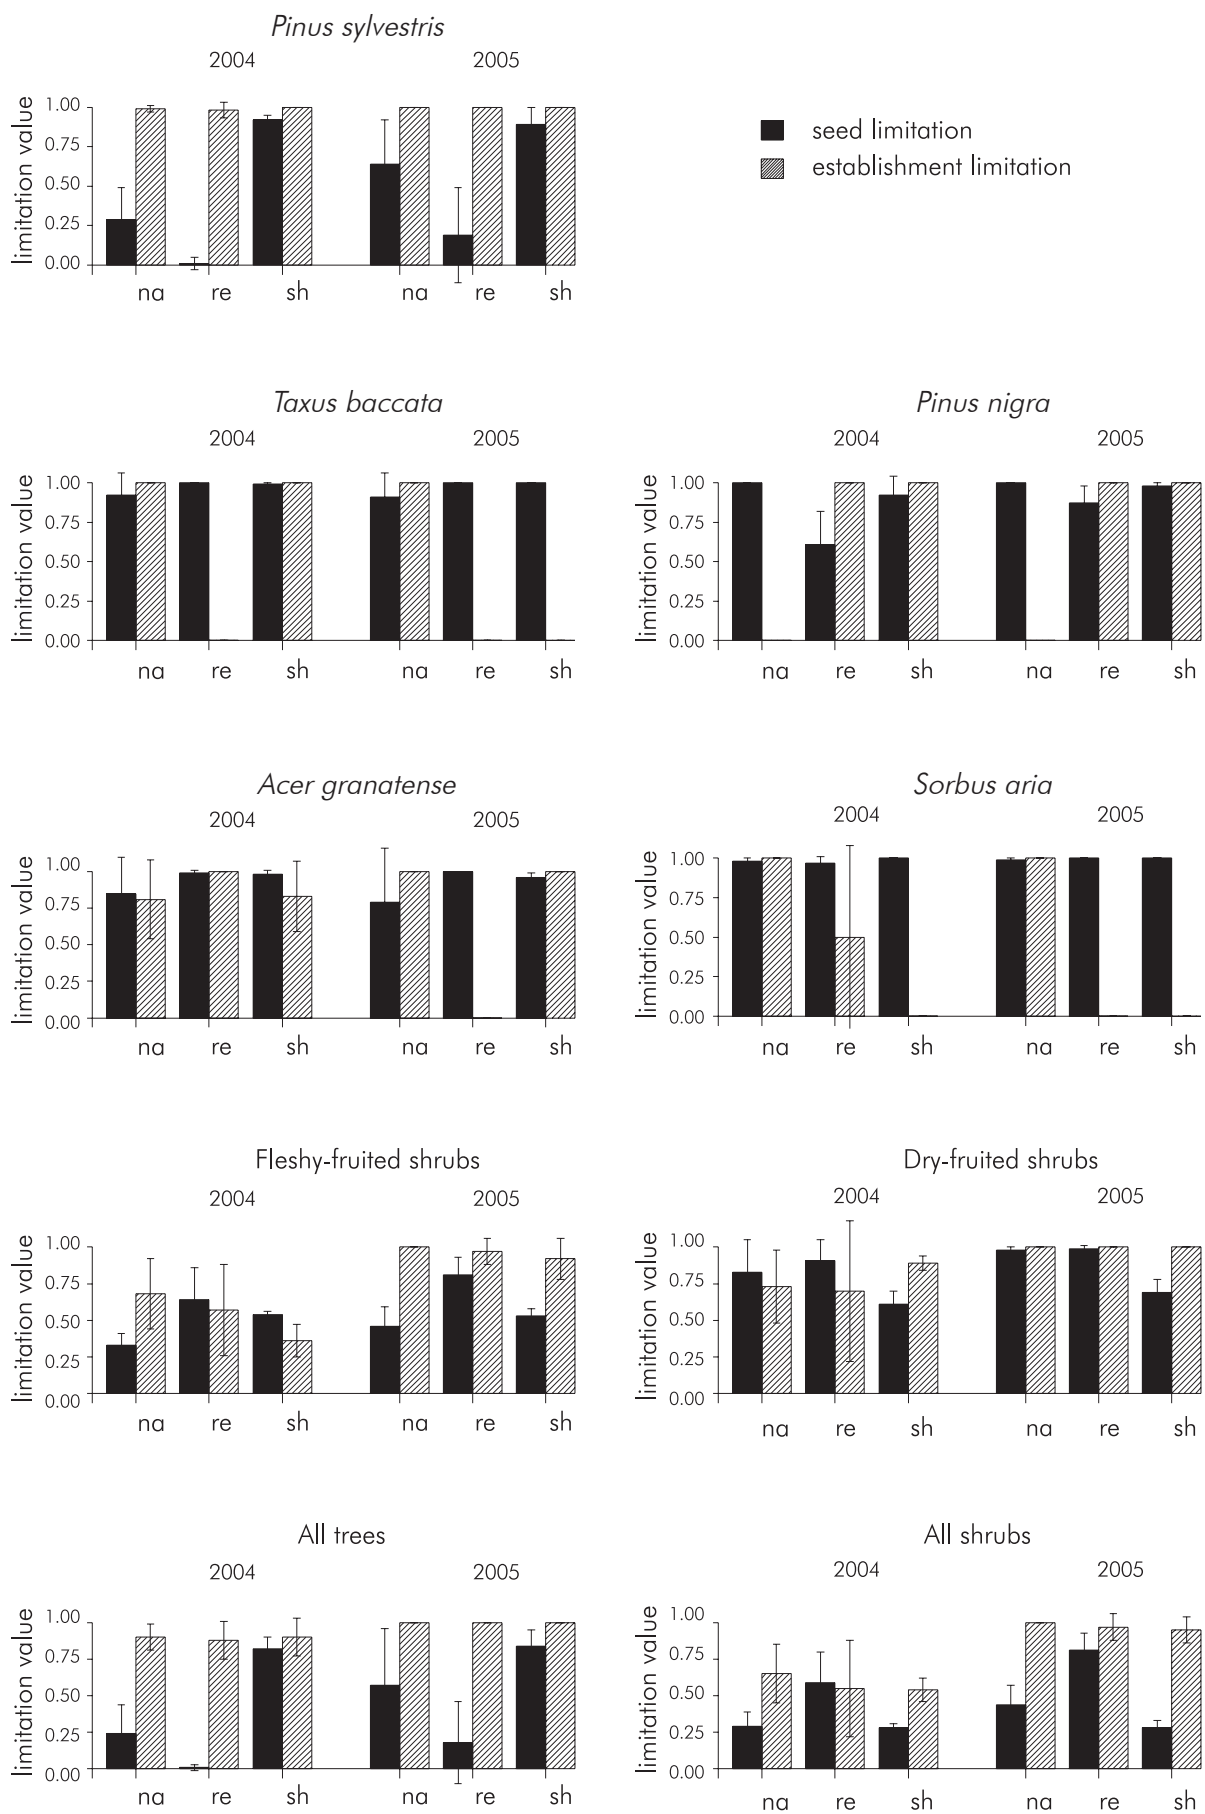 Pinus sylvestris
2004 2005
limitation value
1.00
0.75
0.50
0.25
0.00
na re sh na re sh
seed limitation
establishment limitation
Taxus baccata
2004 2005
limitation value
1.00
0.75
0.50
0.25
0.00
na re sh na re sh
Pinus nigra
2004 2005
limitation value
1.00
0.75
0.50
0.25
0.00
na re sh na re sh
Acer granatense
2004 2005
limitation value
1.00
0.75
0.50
0.25
0.00
na re sh na re sh
Sorbus aria
2004 2005
limitation value
1.00
0.75
0.50
0.25
0.00
na re sh na re sh
Fleshy-fruited shrubs
2004 2005
limitation value
1.00
0.75
0.50
0.25
0.00
na re sh na re sh
Dry-fruited shrubs
2004 2005
limitation value
1.00
0.75
0.50
0.25
0.00
na re sh na re sh
All trees
2004 2005
limitation value
1.00
0.75
0.50
0.25
0.00
na re sh na re sh
All shrubs
2004 2005
limitation value
1.00
0.75
0.50
0.25
0.00
na re sh na re sh